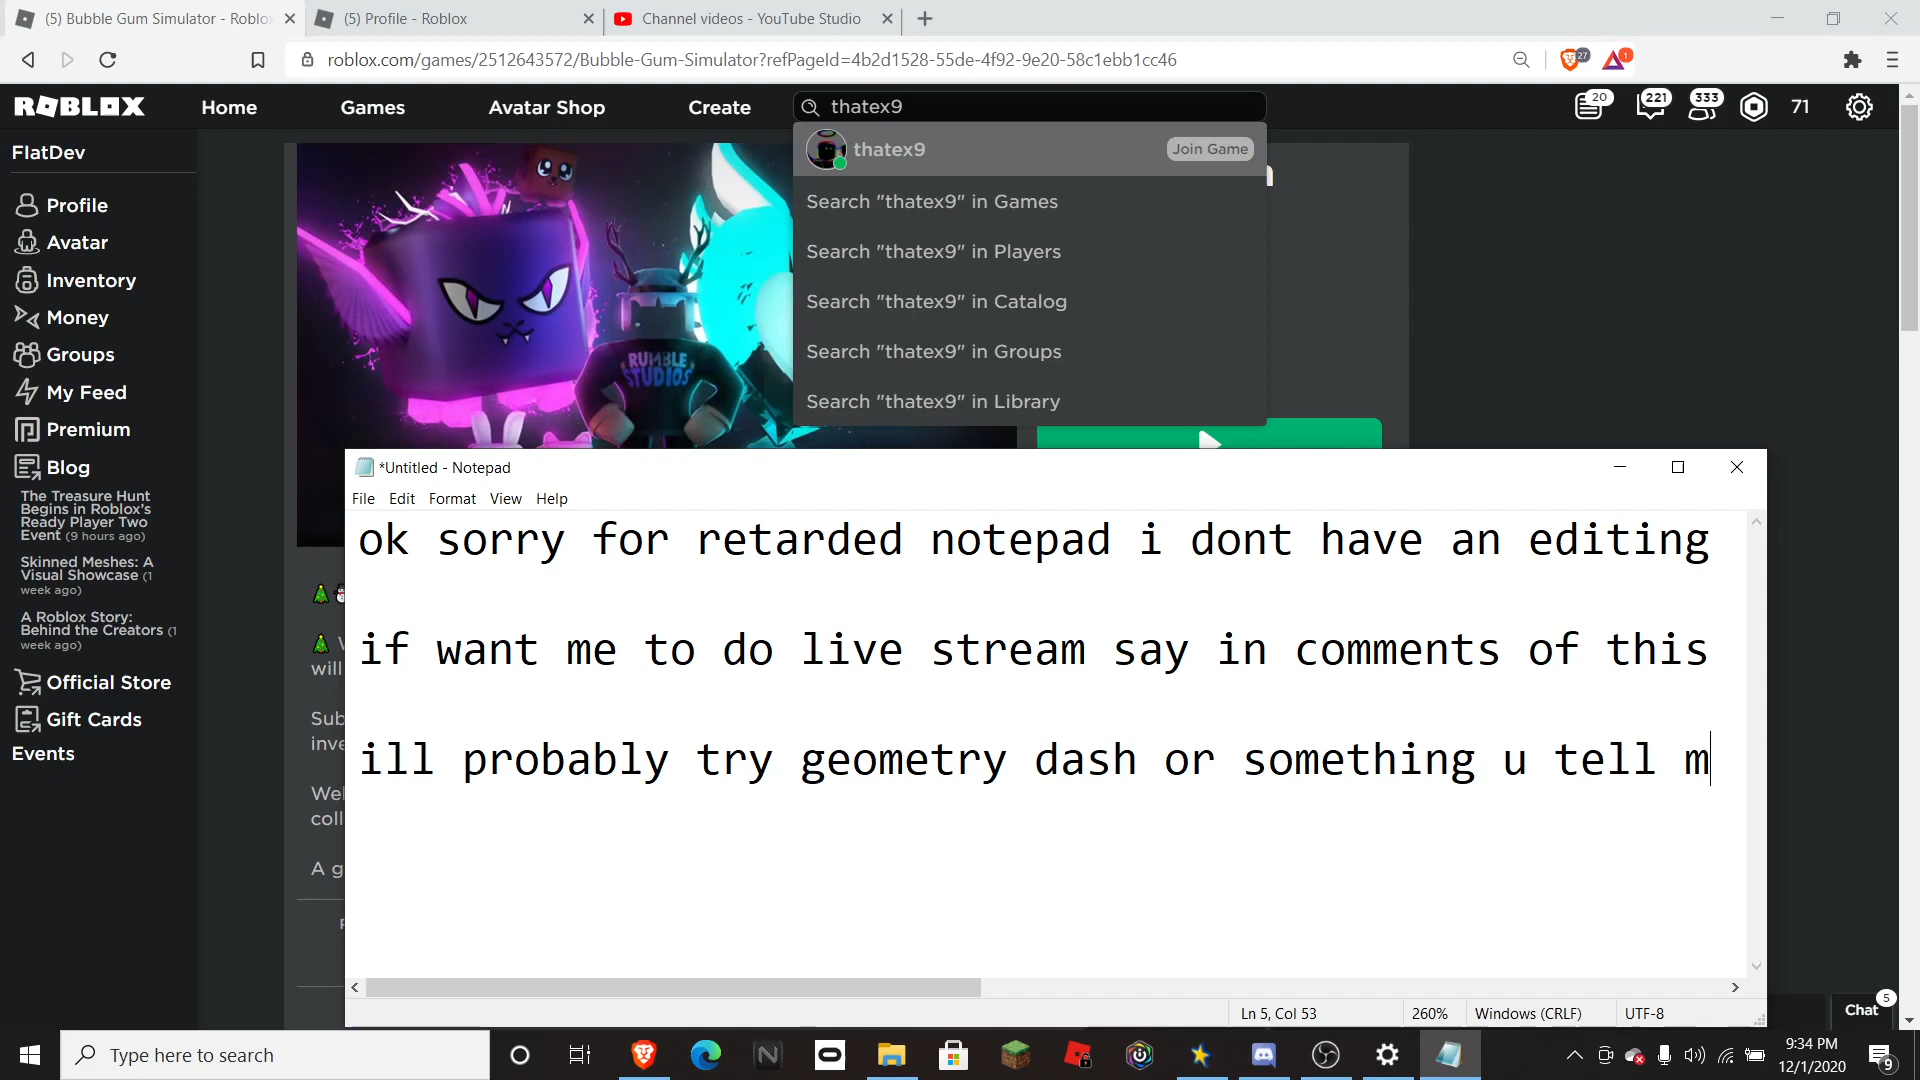 (5) Bubble Gum Simulator - Roblox
(5) Profile - Roblox
Channel videos - YouTube Studio
roblox.com/games/2512643572/Bubble-Gum-Simulator?refPageId=4b2d1528-55de-4f92-9e20-58c1ebb1cc46
27
1
ROBLOX
Home
Games
Avatar Shop
Create
thatex9
20
221
333
71
FlatDev
Profile
Avatar
Inventory
Money
Groups
My Feed
Premium
Blog
The Treasure Hunt
Begins in Roblox's
Ready Player Two
Event (9 hours ago)
Skinned Meshes: A
Visual Showcase (1
week ago)
A Roblox Story:
Behind the Creators (1
week ago)
Official Store
Gift Cards
Events
RUMBLE
STUDIOS
thatex9
Join Game
Search "thatex9" in Games
Search "thatex9" in Players
Search "thatex9" in Catalog
Search "thatex9" in Groups
Search "thatex9" in Library
will
Sub
inve
Wel
coll
A g
*Untitled - Notepad
File Edit Format View Help
ok sorry for retarded notepad i dont have an editing
if want me to do live stream say in comments of this
ill probably try geometry dash or something u tell m
Ln 5, Col 53
260%
Windows (CRLF)
UTF-8
Chat
5
Type here to search
9:34 PM
12/1/2020
9